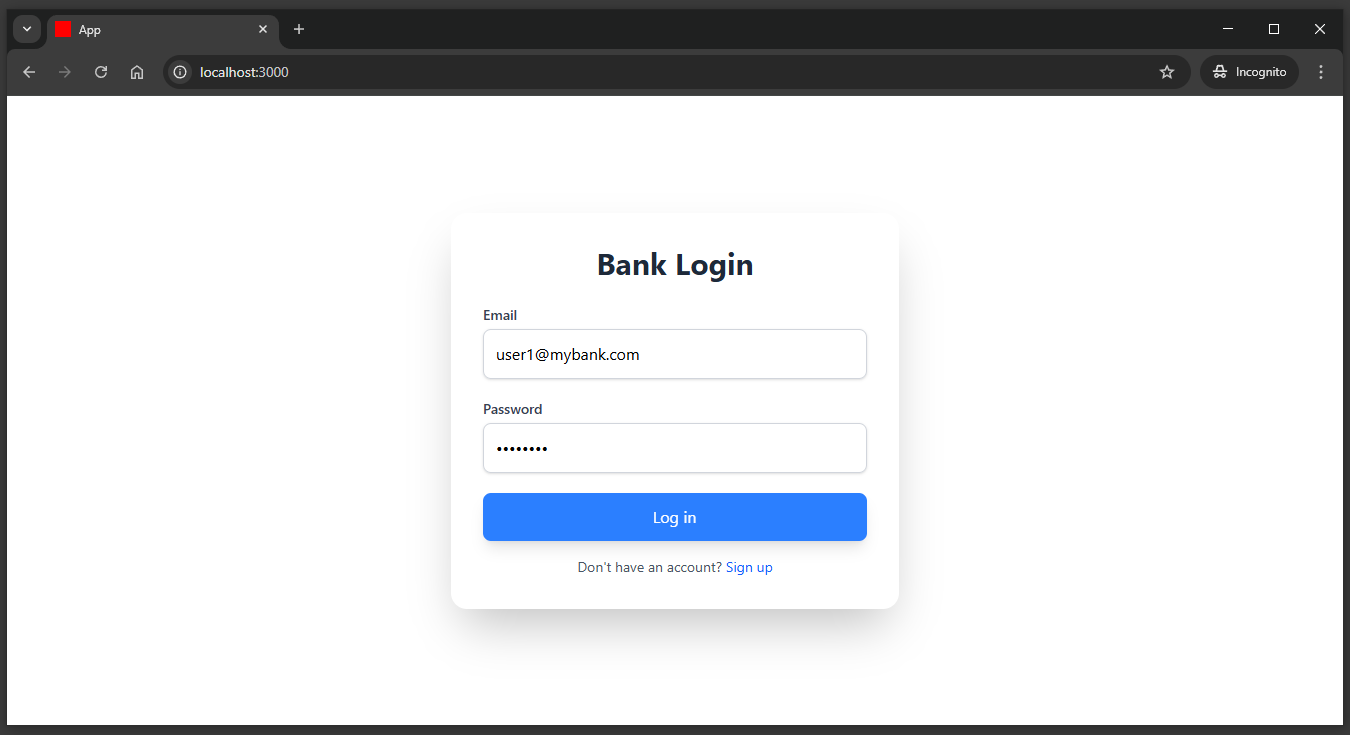 App
localhost:3000
Incognito
Bank Login
Email
user1@mybank.com
Password
••••••••
Log in
Don't have an account? Sign up